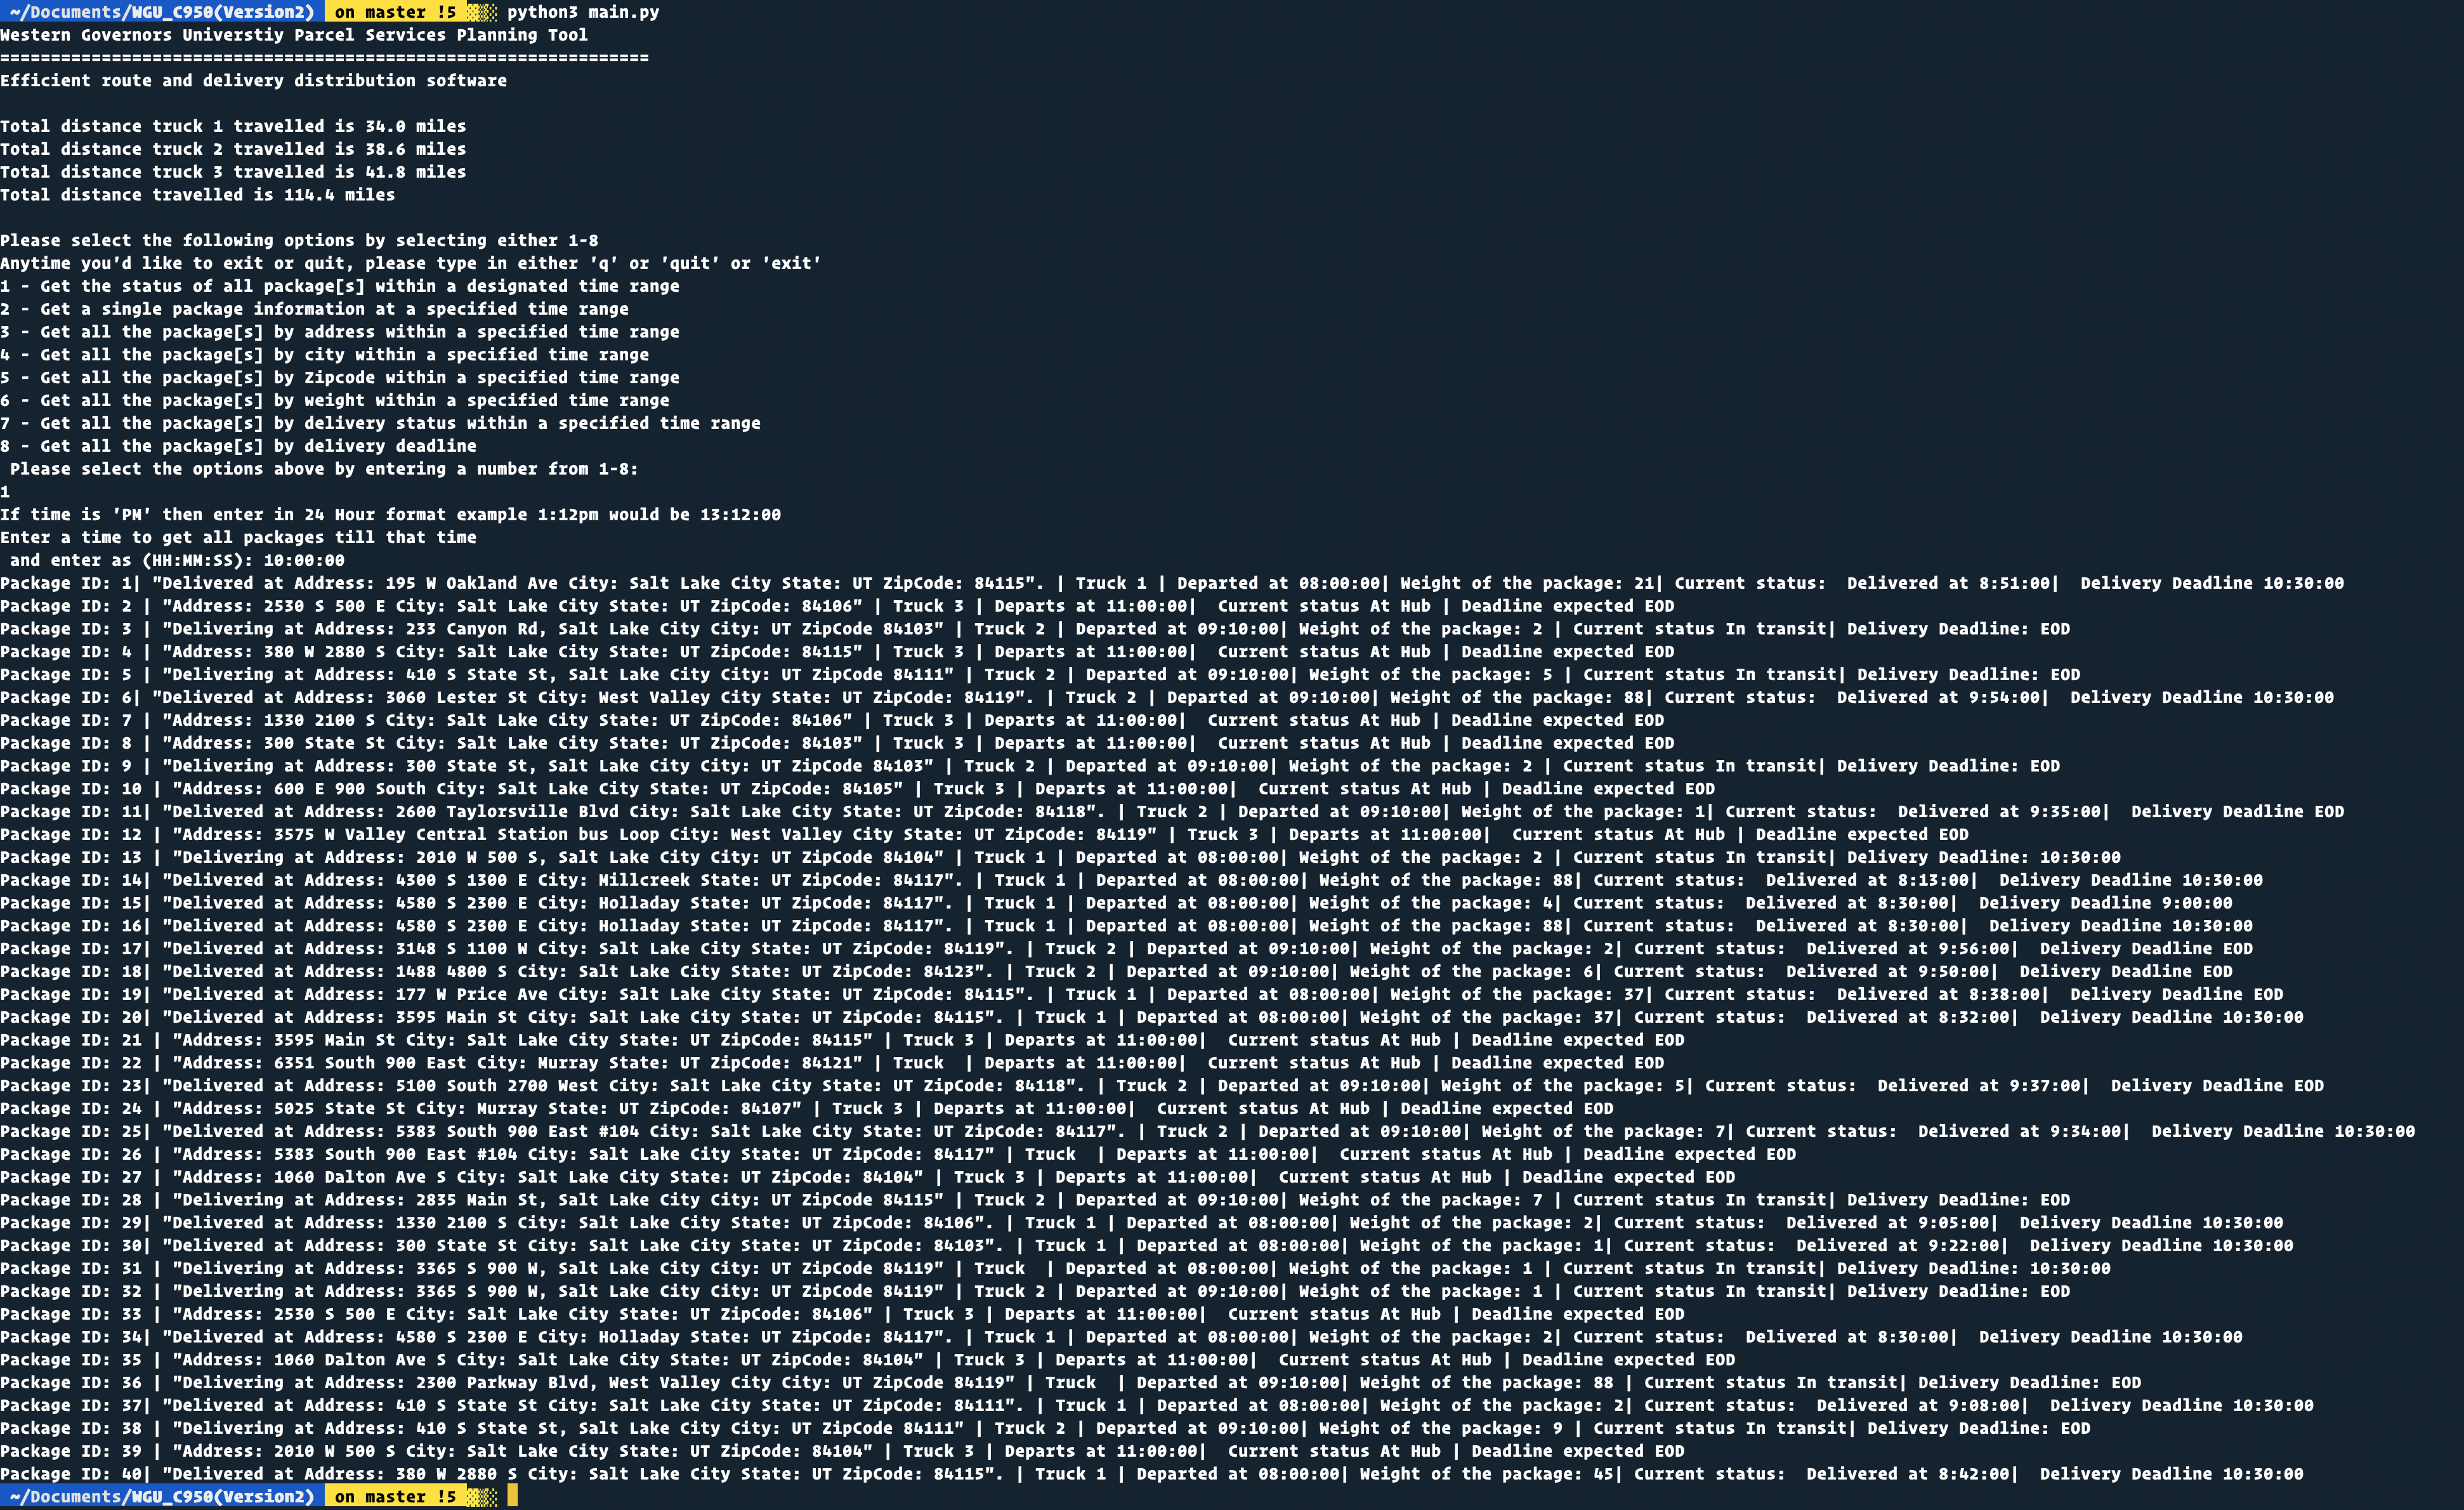 ~/Documents/WGU_C950(Version2) on master !5 python3 main.py
Western Governors Universtiy Parcel Services Planning Tool
================================================================
Efficient route and delivery distribution software
Total distance truck 1 travelled is 34.0 miles
Total distance truck 2 travelled is 38.6 miles
Total distance truck 3 travelled is 41.8 miles
Total distance travelled is 114.4 miles
Please select the following options by selecting either 1-8
Anytime you'd like to exit or quit, please type in either 'q' or 'quit' or 'exit'
1 - Get the status of all package[s] within a designated time range
2 - Get a single package information at a specified time range
3 - Get all the package[s] by address within a specified time range
4 - Get all the package[s] by city within a specified time range
5 - Get all the package[s] by Zipcode within a specified time range
6 - Get all the package[s] by weight within a specified time range
7 - Get all the package[s] by delivery status within a specified time range
8 - Get all the package[s] by delivery deadline
Please select the options above by entering a number from 1-8:
1
If time is 'PM' then enter in 24 Hour format example 1:12pm would be 13:12:00
Enter a time to get all packages till that time
and enter as (HH:MM:SS): 10:00:00
Package ID: 1| "Delivered at Address: 195 W Oakland Ave City: Salt Lake City State: UT ZipCode: 84115". | Truck 1 | Departed at 08:00:00| Weight of the package: 21| Current status:  Delivered at 8:51:00|  Delivery Deadline 10:30:00
Package ID: 2 | "Address: 2530 S 500 E City: Salt Lake City State: UT ZipCode: 84106" | Truck 3 | Departs at 11:00:00|  Current status At Hub | Deadline expected EOD
Package ID: 3 | "Delivering at Address: 233 Canyon Rd, Salt Lake City City: UT ZipCode 84103" | Truck 2 | Departed at 09:10:00| Weight of the package: 2 | Current status In transit| Delivery Deadline: EOD
Package ID: 4 | "Address: 380 W 2880 S City: Salt Lake City State: UT ZipCode: 84115" | Truck 3 | Departs at 11:00:00|  Current status At Hub | Deadline expected EOD
Package ID: 5 | "Delivering at Address: 410 S State St, Salt Lake City City: UT ZipCode 84111" | Truck 2 | Departed at 09:10:00| Weight of the package: 5 | Current status In transit| Delivery Deadline: EOD
Package ID: 6| "Delivered at Address: 3060 Lester St City: West Valley City State: UT ZipCode: 84119". | Truck 2 | Departed at 09:10:00| Weight of the package: 88| Current status:  Delivered at 9:54:00|  Delivery Deadline 10:30:00
Package ID: 7 | "Address: 1330 2100 S City: Salt Lake City State: UT ZipCode: 84106" | Truck 3 | Departs at 11:00:00|  Current status At Hub | Deadline expected EOD
Package ID: 8 | "Address: 300 State St City: Salt Lake City State: UT ZipCode: 84103" | Truck 3 | Departs at 11:00:00|  Current status At Hub | Deadline expected EOD
Package ID: 9 | "Delivering at Address: 300 State St, Salt Lake City City: UT ZipCode 84103" | Truck 2 | Departed at 09:10:00| Weight of the package: 2 | Current status In transit| Delivery Deadline: EOD
Package ID: 10 | "Address: 600 E 900 South City: Salt Lake City State: UT ZipCode: 84105" | Truck 3 | Departs at 11:00:00|  Current status At Hub | Deadline expected EOD
Package ID: 11| "Delivered at Address: 2600 Taylorsville Blvd City: Salt Lake City State: UT ZipCode: 84118". | Truck 2 | Departed at 09:10:00| Weight of the package: 1| Current status:  Delivered at 9:35:00|  Delivery Deadline EOD
Package ID: 12 | "Address: 3575 W Valley Central Station bus Loop City: West Valley City State: UT ZipCode: 84119" | Truck 3 | Departs at 11:00:00|  Current status At Hub | Deadline expected EOD
Package ID: 13 | "Delivering at Address: 2010 W 500 S, Salt Lake City City: UT ZipCode 84104" | Truck 1 | Departed at 08:00:00| Weight of the package: 2 | Current status In transit| Delivery Deadline: 10:30:00
Package ID: 14| "Delivered at Address: 4300 S 1300 E City: Millcreek State: UT ZipCode: 84117". | Truck 1 | Departed at 08:00:00| Weight of the package: 88| Current status:  Delivered at 8:13:00|  Delivery Deadline 10:30:00
Package ID: 15| "Delivered at Address: 4580 S 2300 E City: Holladay State: UT ZipCode: 84117". | Truck 1 | Departed at 08:00:00| Weight of the package: 4| Current status:  Delivered at 8:30:00|  Delivery Deadline 9:00:00
Package ID: 16| "Delivered at Address: 4580 S 2300 E City: Holladay State: UT ZipCode: 84117". | Truck 1 | Departed at 08:00:00| Weight of the package: 88| Current status:  Delivered at 8:30:00|  Delivery Deadline 10:30:00
Package ID: 17| "Delivered at Address: 3148 S 1100 W City: Salt Lake City State: UT ZipCode: 84119". | Truck 2 | Departed at 09:10:00| Weight of the package: 2| Current status:  Delivered at 9:56:00|  Delivery Deadline EOD
Package ID: 18| "Delivered at Address: 1488 4800 S City: Salt Lake City State: UT ZipCode: 84123". | Truck 2 | Departed at 09:10:00| Weight of the package: 6| Current status:  Delivered at 9:50:00|  Delivery Deadline EOD
Package ID: 19| "Delivered at Address: 177 W Price Ave City: Salt Lake City State: UT ZipCode: 84115". | Truck 1 | Departed at 08:00:00| Weight of the package: 37| Current status:  Delivered at 8:38:00|  Delivery Deadline EOD
Package ID: 20| "Delivered at Address: 3595 Main St City: Salt Lake City State: UT ZipCode: 84115". | Truck 1 | Departed at 08:00:00| Weight of the package: 37| Current status:  Delivered at 8:32:00|  Delivery Deadline 10:30:00
Package ID: 21 | "Address: 3595 Main St City: Salt Lake City State: UT ZipCode: 84115" | Truck 3 | Departs at 11:00:00|  Current status At Hub | Deadline expected EOD
Package ID: 22 | "Address: 6351 South 900 East City: Murray State: UT ZipCode: 84121" | Truck  | Departs at 11:00:00|  Current status At Hub | Deadline expected EOD
Package ID: 23| "Delivered at Address: 5100 South 2700 West City: Salt Lake City State: UT ZipCode: 84118". | Truck 2 | Departed at 09:10:00| Weight of the package: 5| Current status:  Delivered at 9:37:00|  Delivery Deadline EOD
Package ID: 24 | "Address: 5025 State St City: Murray State: UT ZipCode: 84107" | Truck 3 | Departs at 11:00:00|  Current status At Hub | Deadline expected EOD
Package ID: 25| "Delivered at Address: 5383 South 900 East #104 City: Salt Lake City State: UT ZipCode: 84117". | Truck 2 | Departed at 09:10:00| Weight of the package: 7| Current status:  Delivered at 9:34:00|  Delivery Deadline 10:30:00
Package ID: 26 | "Address: 5383 South 900 East #104 City: Salt Lake City State: UT ZipCode: 84117" | Truck  | Departs at 11:00:00|  Current status At Hub | Deadline expected EOD
Package ID: 27 | "Address: 1060 Dalton Ave S City: Salt Lake City State: UT ZipCode: 84104" | Truck 3 | Departs at 11:00:00|  Current status At Hub | Deadline expected EOD
Package ID: 28 | "Delivering at Address: 2835 Main St, Salt Lake City City: UT ZipCode 84115" | Truck 2 | Departed at 09:10:00| Weight of the package: 7 | Current status In transit| Delivery Deadline: EOD
Package ID: 29| "Delivered at Address: 1330 2100 S City: Salt Lake City State: UT ZipCode: 84106". | Truck 1 | Departed at 08:00:00| Weight of the package: 2| Current status:  Delivered at 9:05:00|  Delivery Deadline 10:30:00
Package ID: 30| "Delivered at Address: 300 State St City: Salt Lake City State: UT ZipCode: 84103". | Truck 1 | Departed at 08:00:00| Weight of the package: 1| Current status:  Delivered at 9:22:00|  Delivery Deadline 10:30:00
Package ID: 31 | "Delivering at Address: 3365 S 900 W, Salt Lake City City: UT ZipCode 84119" | Truck  | Departed at 08:00:00| Weight of the package: 1 | Current status In transit| Delivery Deadline: 10:30:00
Package ID: 32 | "Delivering at Address: 3365 S 900 W, Salt Lake City City: UT ZipCode 84119" | Truck 2 | Departed at 09:10:00| Weight of the package: 1 | Current status In transit| Delivery Deadline: EOD
Package ID: 33 | "Address: 2530 S 500 E City: Salt Lake City State: UT ZipCode: 84106" | Truck 3 | Departs at 11:00:00|  Current status At Hub | Deadline expected EOD
Package ID: 34| "Delivered at Address: 4580 S 2300 E City: Holladay State: UT ZipCode: 84117". | Truck 1 | Departed at 08:00:00| Weight of the package: 2| Current status:  Delivered at 8:30:00|  Delivery Deadline 10:30:00
Package ID: 35 | "Address: 1060 Dalton Ave S City: Salt Lake City State: UT ZipCode: 84104" | Truck 3 | Departs at 11:00:00|  Current status At Hub | Deadline expected EOD
Package ID: 36 | "Delivering at Address: 2300 Parkway Blvd, West Valley City City: UT ZipCode 84119" | Truck  | Departed at 09:10:00| Weight of the package: 88 | Current status In transit| Delivery Deadline: EOD
Package ID: 37| "Delivered at Address: 410 S State St City: Salt Lake City State: UT ZipCode: 84111". | Truck 1 | Departed at 08:00:00| Weight of the package: 2| Current status:  Delivered at 9:08:00|  Delivery Deadline 10:30:00
Package ID: 38 | "Delivering at Address: 410 S State St, Salt Lake City City: UT ZipCode 84111" | Truck 2 | Departed at 09:10:00| Weight of the package: 9 | Current status In transit| Delivery Deadline: EOD
Package ID: 39 | "Address: 2010 W 500 S City: Salt Lake City State: UT ZipCode: 84104" | Truck 3 | Departs at 11:00:00|  Current status At Hub | Deadline expected EOD
Package ID: 40| "Delivered at Address: 380 W 2880 S City: Salt Lake City State: UT ZipCode: 84115". | Truck 1 | Departed at 08:00:00| Weight of the package: 45| Current status:  Delivered at 8:42:00|  Delivery Deadline 10:30:00
~/Documents/WGU_C950(Version2) on master !5